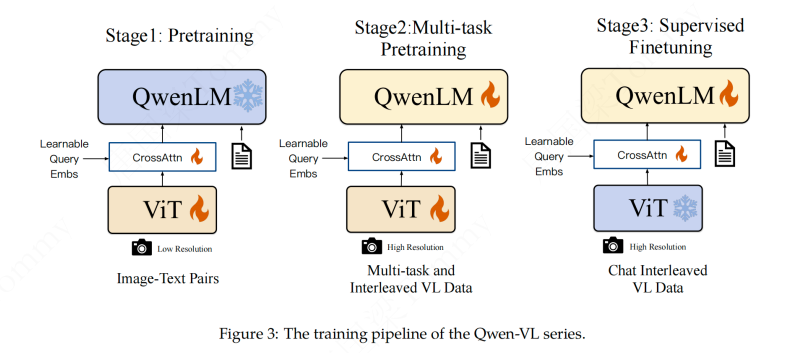 Stage1: Pretraining
QwenLM
Learnable
Query
Embs
CrossAttn
ViT
Low Resolution
Image-Text Pairs
Stage2:Multi-task
Pretraining
QwenLM
Learnable
Query
Embs
CrossAttn
ViT
High Resolution
Multi-task and
Interleaved VL Data
Stage3: Supervised
Finetuning
QwenLM
Learnable
Query
Embs
CrossAttn
ViT
High Resolution
Chat Interleaved
VL Data
Figure 3: The training pipeline of the Qwen-VL series.